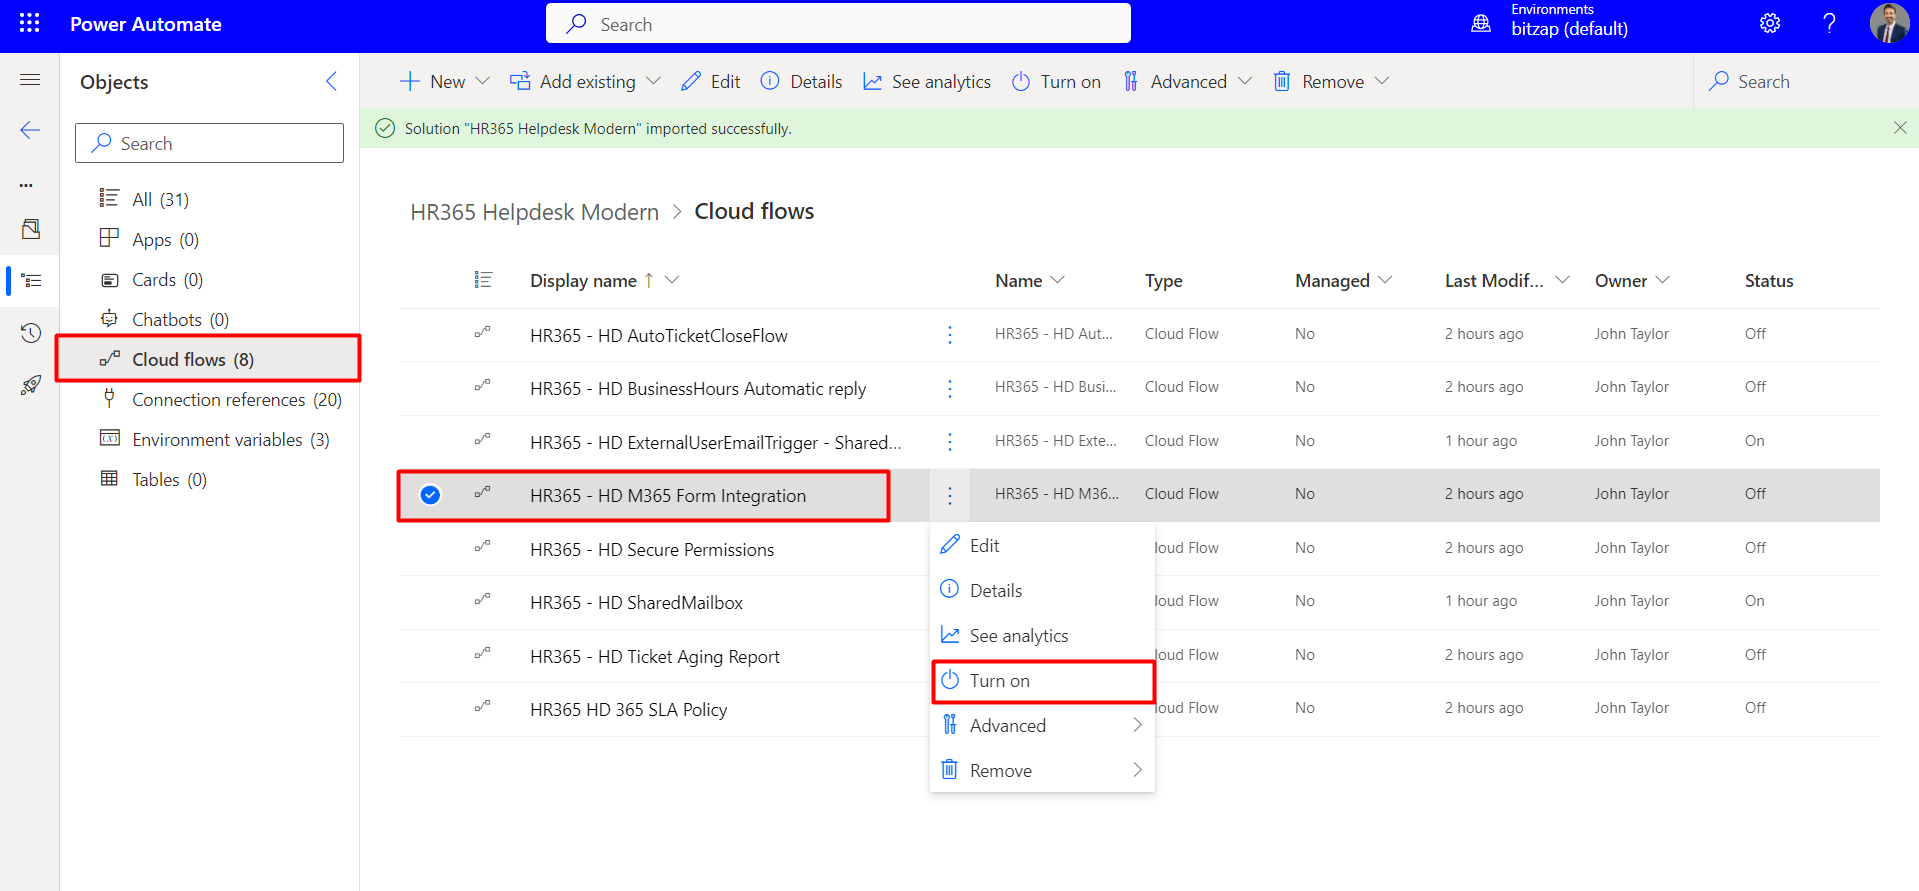 Power Automate
Search
Environments
bitzap (default)
Objects
New
Add existing
Edit
Details
See analytics
Turn on
Advanced
Remove
Search
Search
Solution "HR365 Helpdesk Modern" imported successfully.
All (31)
Apps (0)
Cards (0)
Chatbots (0)
Cloud flows (8)
Connection references (20)
Environment variables (3)
Tables (0)
HR365 Helpdesk Modern > Cloud flows
Display name ↑ Name Type Managed Last Modif... Owner Status
HR365 - HD AutoTicketCloseFlow HR365 - HD Aut... Cloud Flow No 2 hours ago John Taylor Off
HR365 - HD BusinessHours Automatic reply HR365 - HD Busi... Cloud Flow No 2 hours ago John Taylor Off
HR365 - HD ExternalUserEmailTrigger - Shared... HR365 - HD Exte... Cloud Flow No 1 hour ago John Taylor On
HR365 - HD M365 Form Integration HR365 - HD M36... Cloud Flow No 2 hours ago John Taylor Off
HR365 - HD Secure Permissions loud Flow No 2 hours ago John Taylor Off
HR365 - HD SharedMailbox loud Flow No 1 hour ago John Taylor On
HR365 - HD Ticket Aging Report loud Flow No 2 hours ago John Taylor Off
HR365 HD 365 SLA Policy loud Flow No 2 hours ago John Taylor Off
Edit
Details
See analytics
Turn on
Advanced
Remove